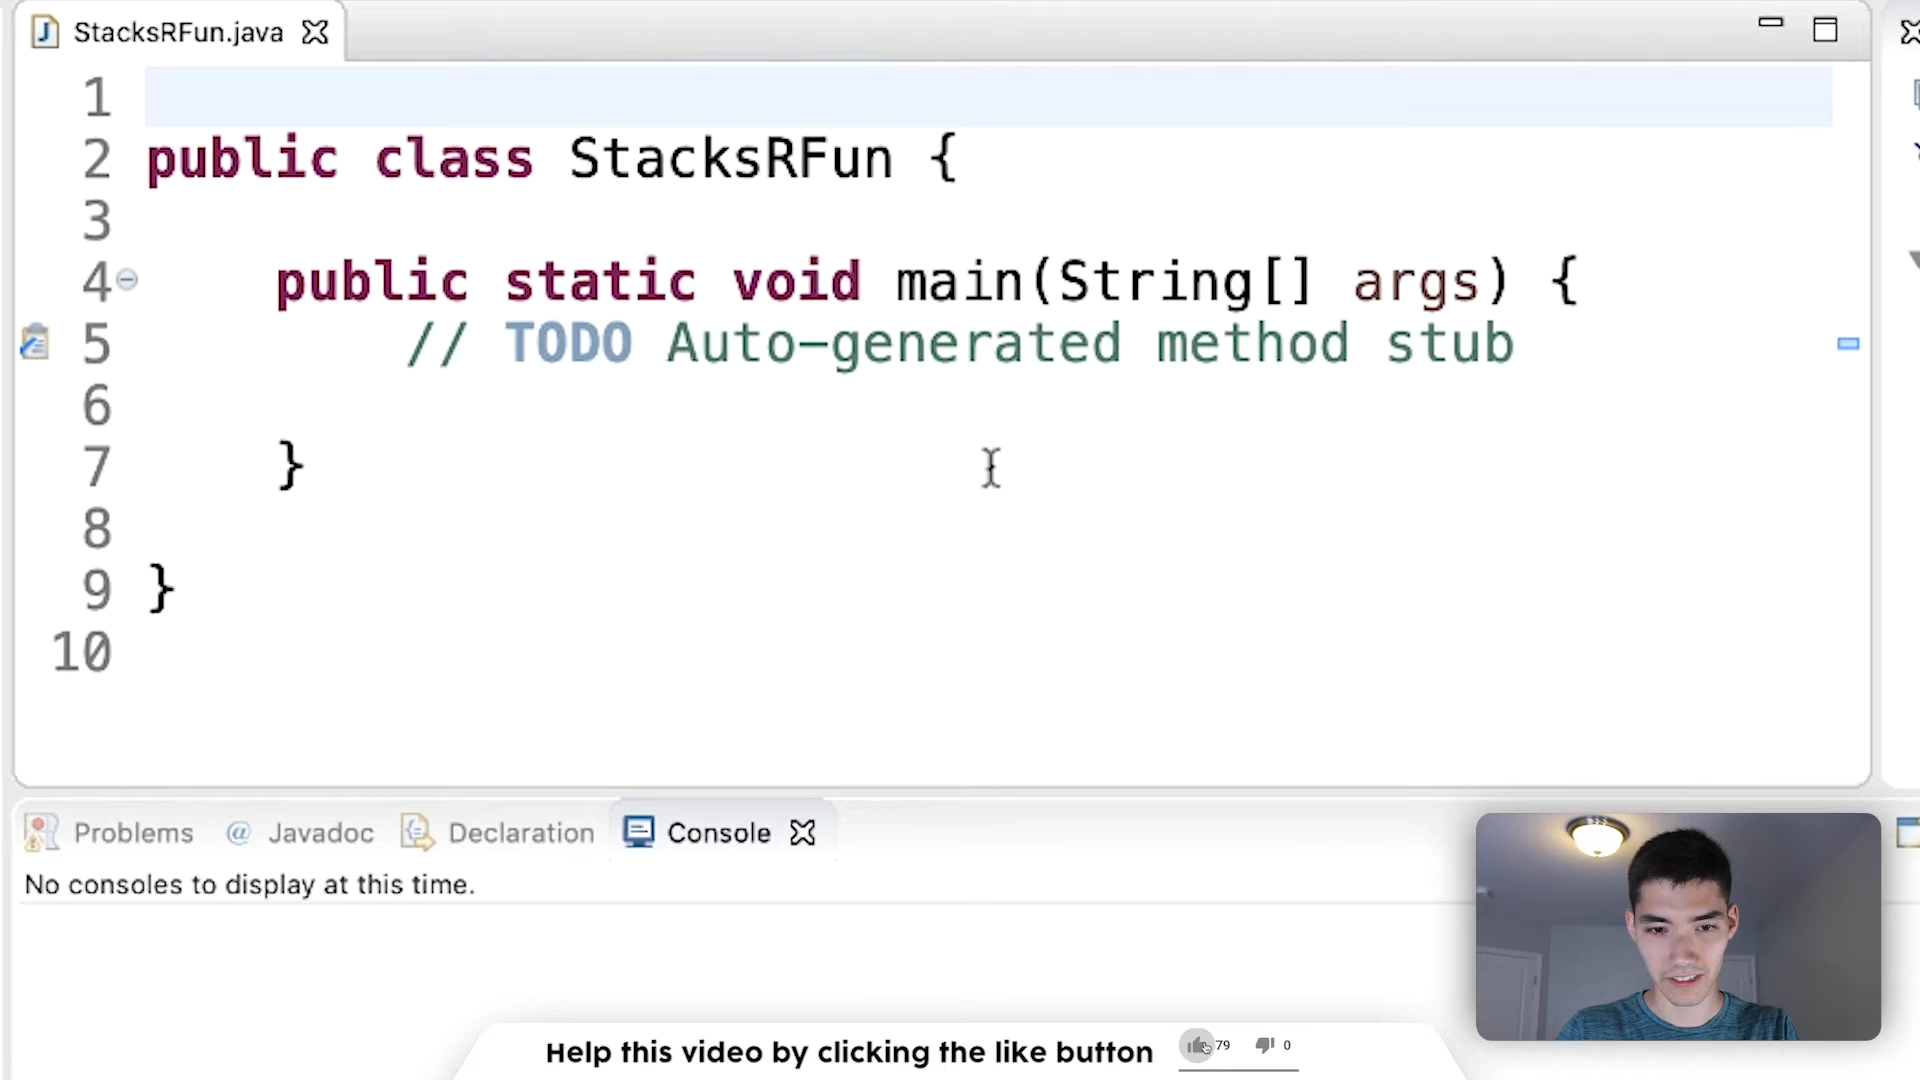 StacksRFun.java
1
2 public class StacksRFun {
3
4 public static void main(String[] args) {
5 // TODO Auto-generated method stub
6
7 }
8
9 }
10
Problems @ Javadoc Declaration Console
No consoles to display at this time.
Help this video by clicking the like button 79 0